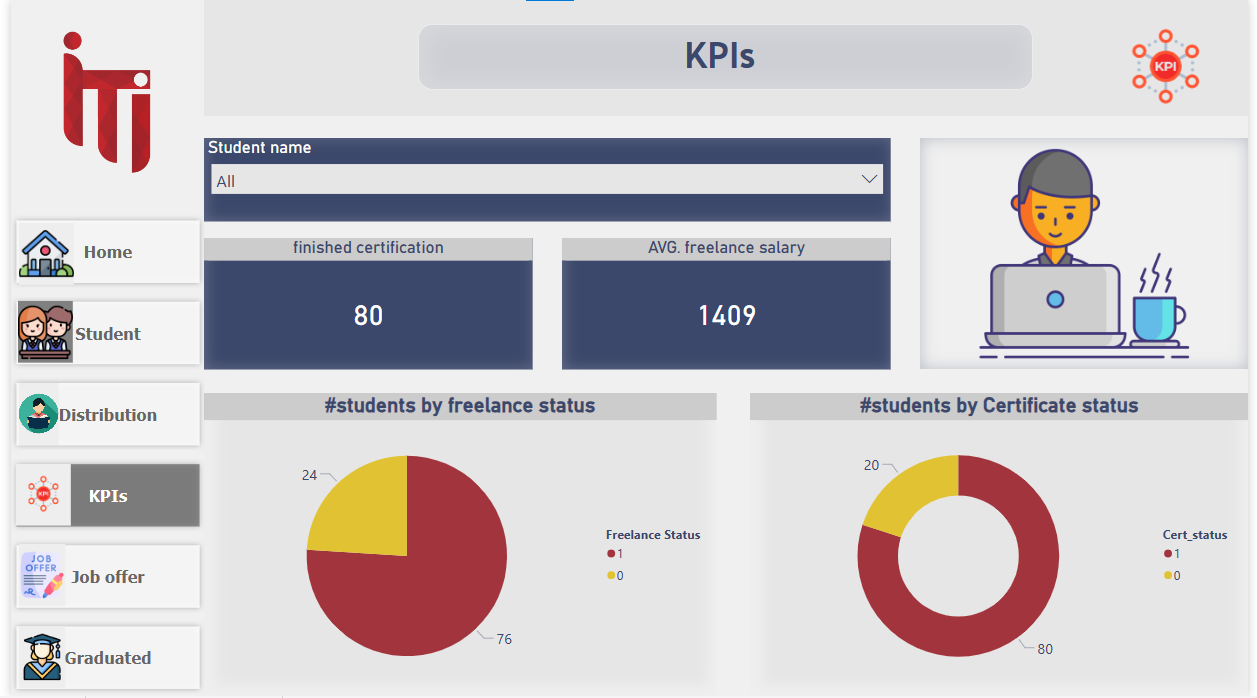 iTi
KPIs
KPI
Student name
All
Home
finished certification
AVG. freelance salary
80
1409
Student
Distribution
#students by freelance status
#students by Certificate status
24
20
KPIs
KPI
Freelance Status
1
0
Cert_status
1
0
JOB
OFFER
Job offer
76
80
Graduated